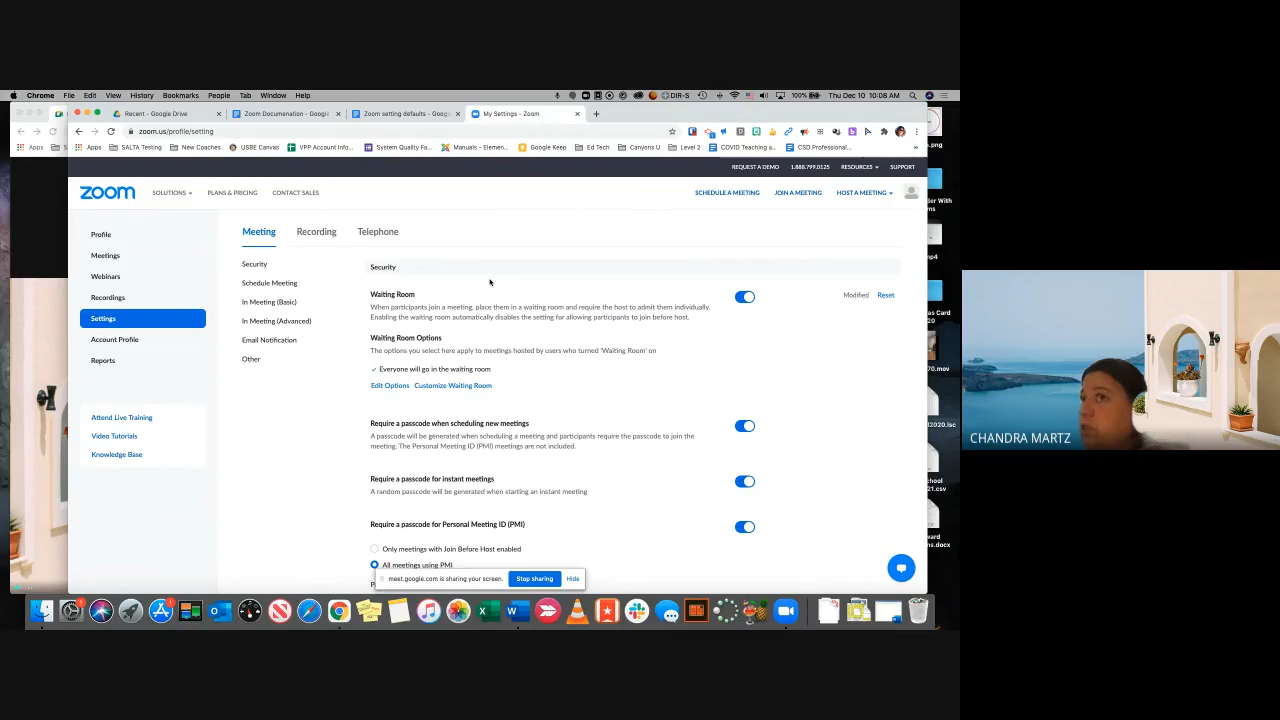 Chrome File Edit View History Bookmarks People Tab Window Help
DIR-S 100% Thu Dec 10 10:08 AM
Recent - Google Drive
Zoom Documenation - Google
Zoom setting defaults - Goog
My Settings - Zoom
zoom.us/profile/setting
Apps
Apps SALTA Testing New Coaches USBE Canvas VPP Account Info... System Quality Fa... Manuals - Elemen... Google Keep Ed Tech Canyons U Level 2 COVID Teaching a... CSD Professional...
REQUEST A DEMO 1.888.799.0125 RESOURCES SUPPORT
zoom SOLUTIONS PLANS & PRICING CONTACT SALES SCHEDULE A MEETING JOIN A MEETING HOST A MEETING
Profile
Meetings
Webinars
Recordings
Settings
Account Profile
Reports
Attend Live Training
Video Tutorials
Knowledge Base
Meeting Recording Telephone
Security
Schedule Meeting
In Meeting (Basic)
In Meeting (Advanced)
Email Notification
Other
Security
Waiting Room
Modified Reset
When participants join a meeting, place them in a waiting room and require the host to admit them individually.
Enabling the waiting room automatically disables the setting for allowing participants to join before host.
Waiting Room Options
The options you select here apply to meetings hosted by users who turned 'Waiting Room' on
Everyone will go in the waiting room
Edit Options Customize Waiting Room
Require a passcode when scheduling new meetings
A passcode will be generated when scheduling a meeting and participants require the passcode to join the
meeting. The Personal Meeting ID (PMI) meetings are not included.
Require a passcode for instant meetings
A random passcode will be generated when starting an instant meeting
Require a passcode for Personal Meeting ID (PMI)
Only meetings with Join Before Host enabled
All meetings using PMI
meet.google.com is sharing your screen. Stop sharing Hide
CHANDRA MARTZ